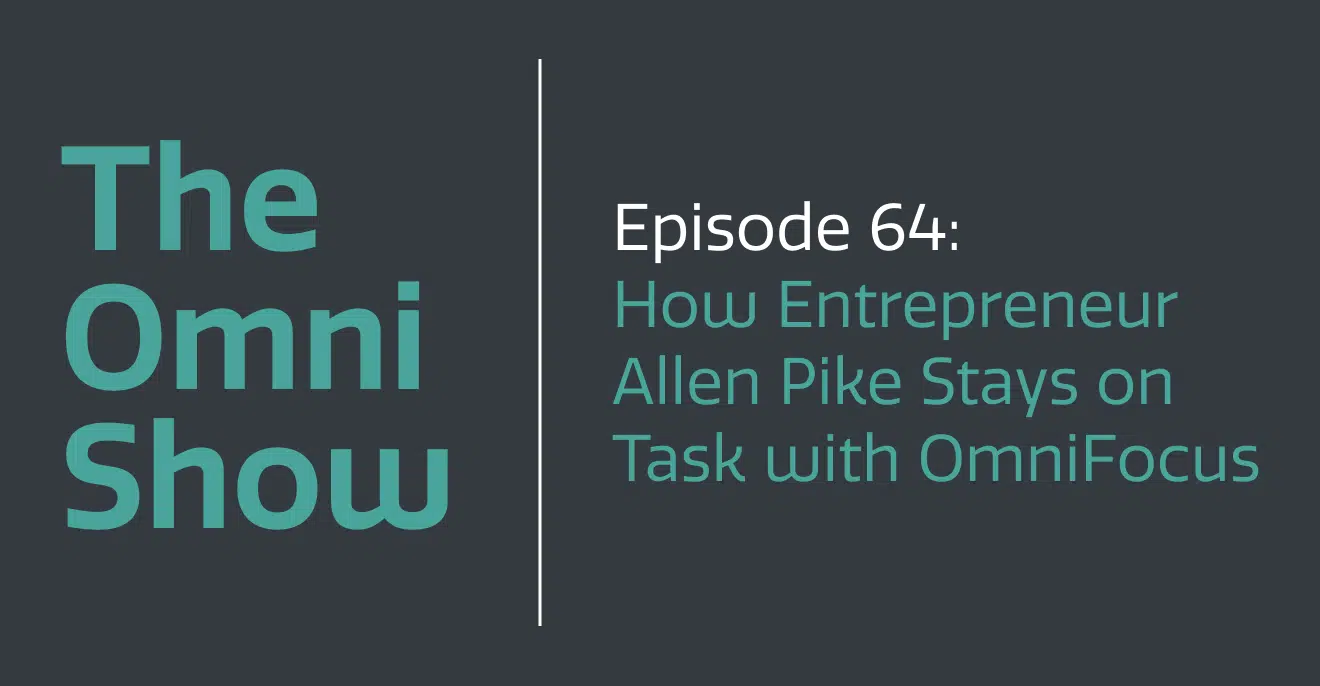 The
Omni
Show
Episode 64:
How Entrepreneur
Allen Pike Stays on
Task with OmniFocus